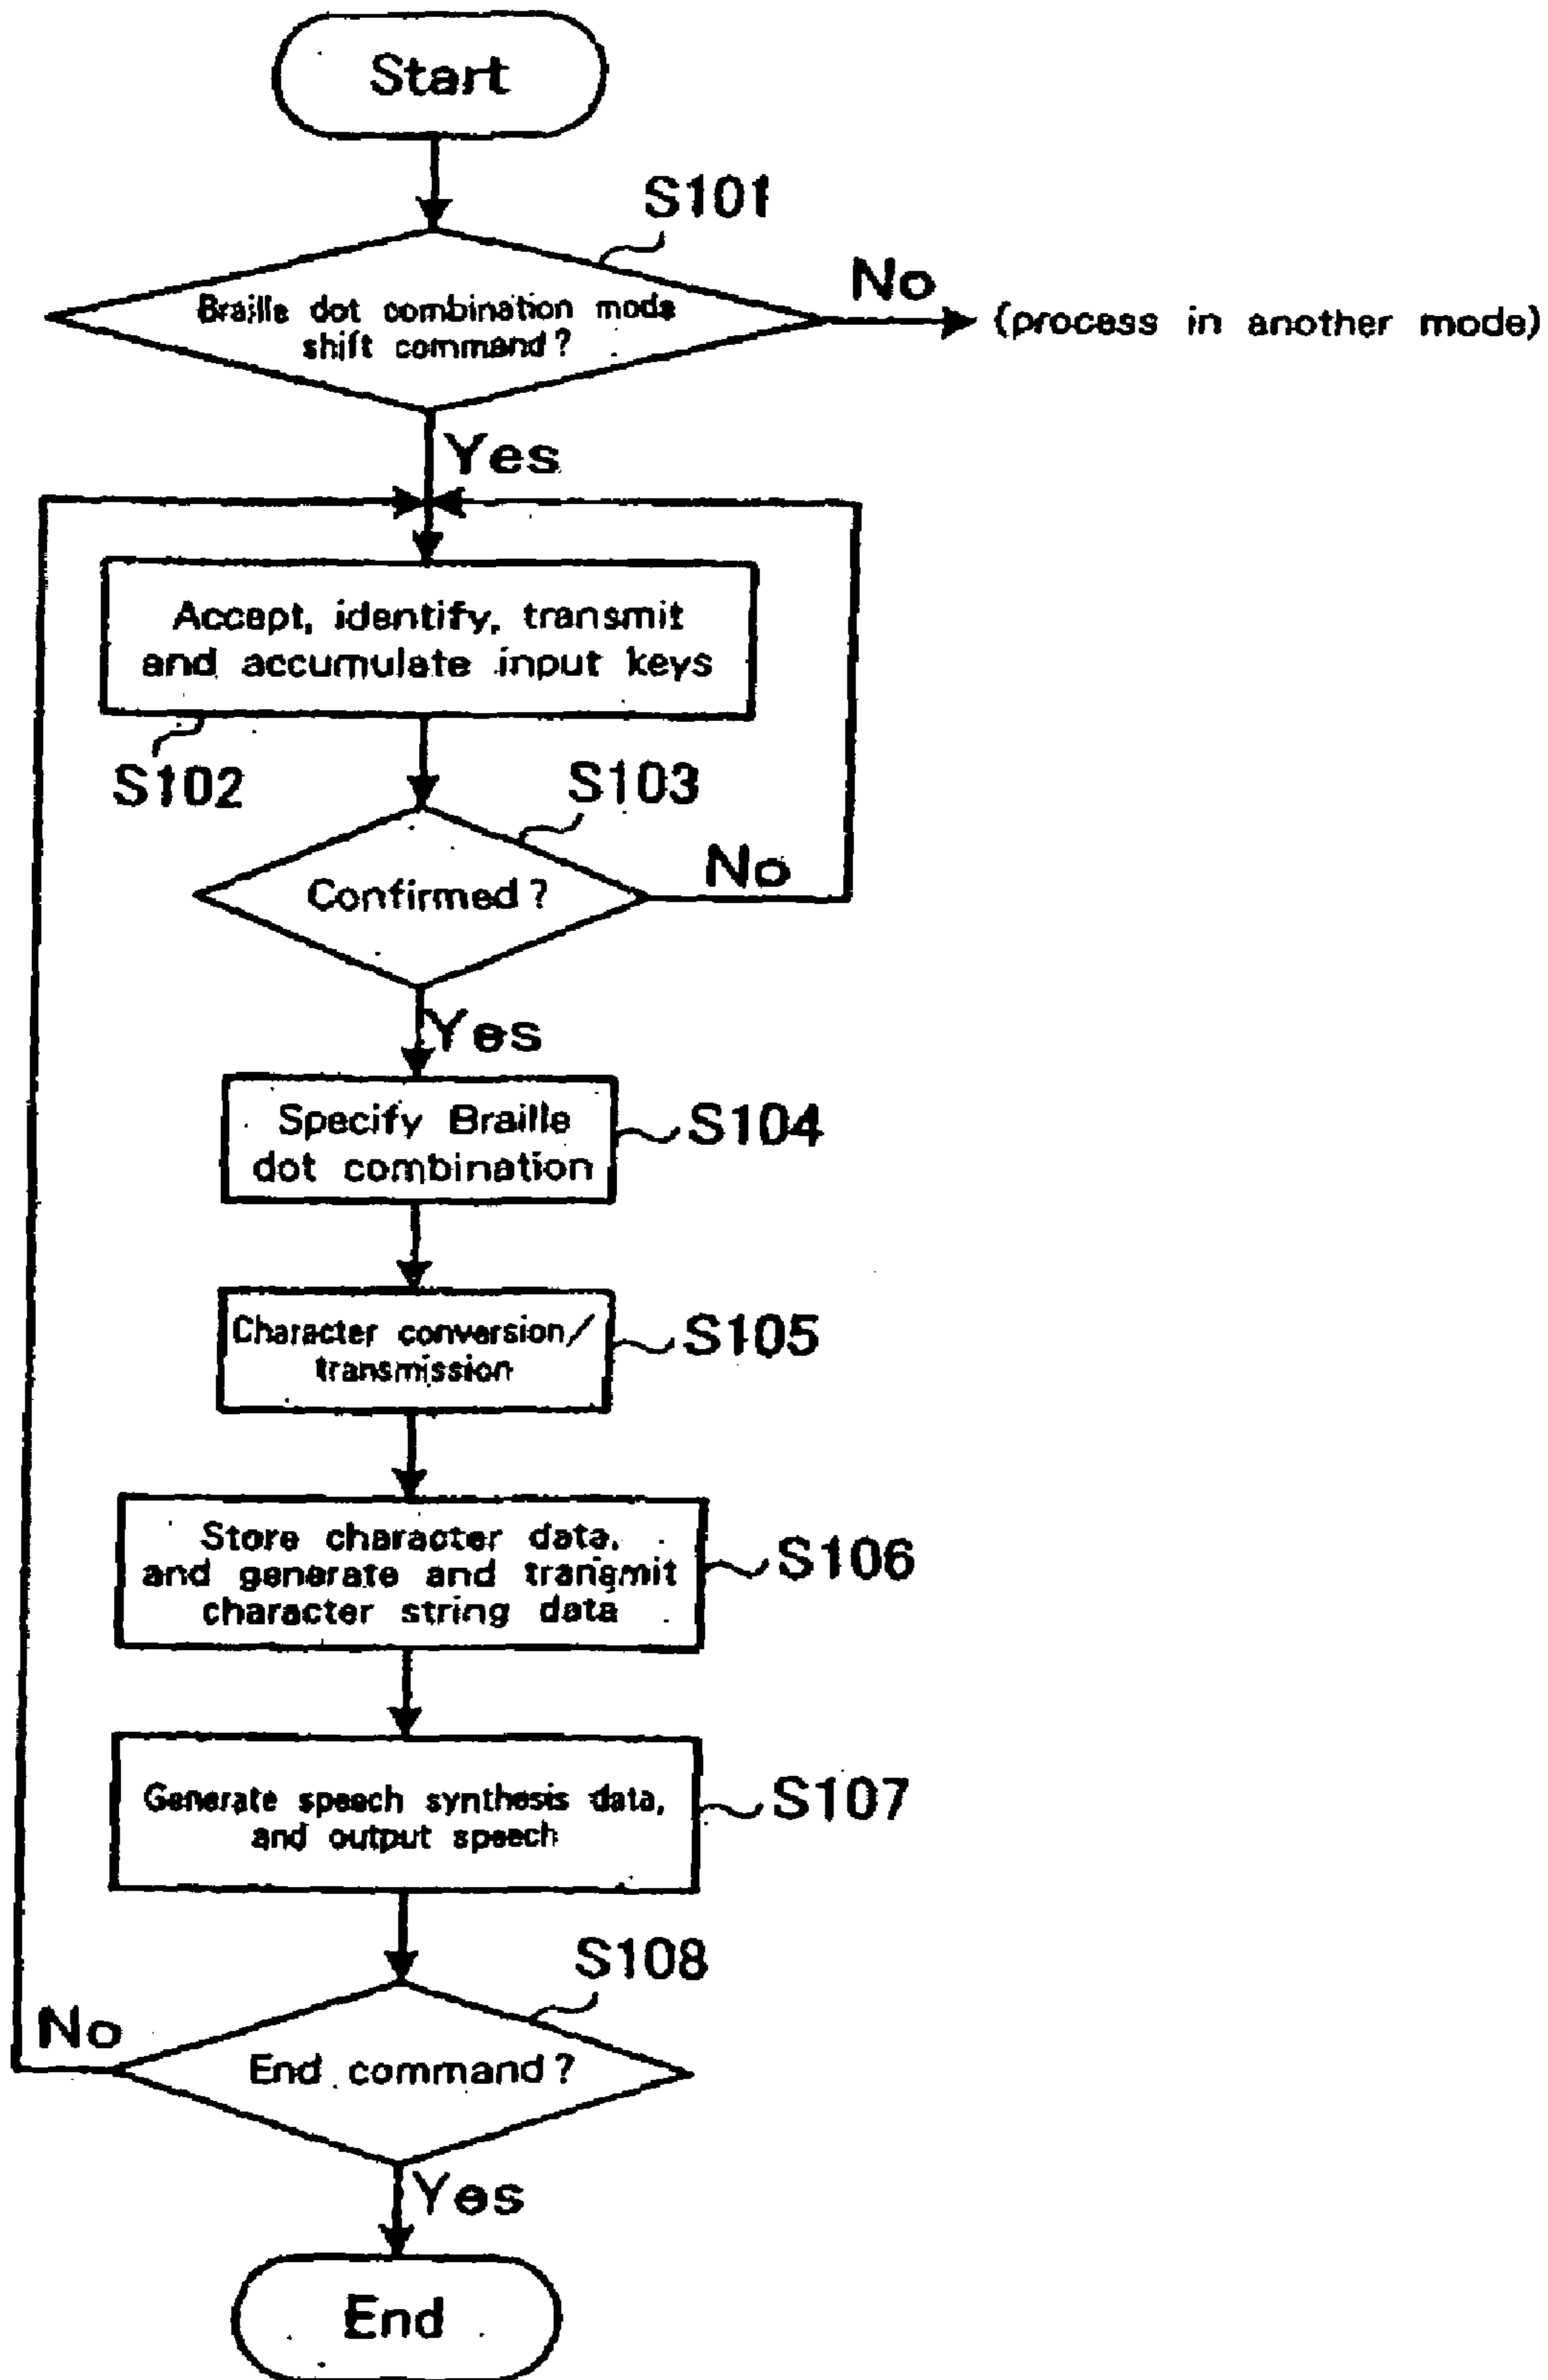 Start
S101
Braille dot combination mode
shift command?
No
(process in another mode)
Yes
Accept, identify, transmit
and accumulate input keys
S102
S103
Confirmed?
No
Yes
Specify Braille
dot combination
S104
Character conversion/
transmission
S105
Store character data,
and generate and transmit
character string data
S106
Generate speech synthesis data,
and output speech
S107
S108
No
End command?
Yes
End